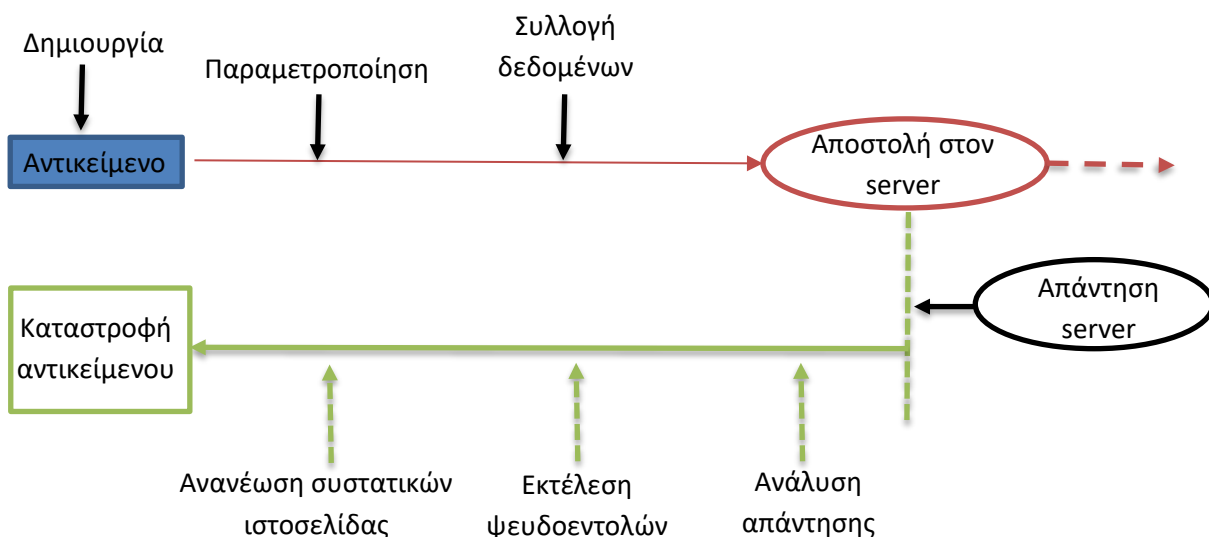 Δημιουργία
Παραμετροποίηση
Συλλογή
δεδομένων
Αντικείμενο
Αποστολή στον
server
Απάντηση
server
Καταστροφή
αντικείμενου
Ανανέωση συστατικών
ιστοσελίδας
Εκτέλεση
ψευδοεντολών
Ανάλυση
απάντησης